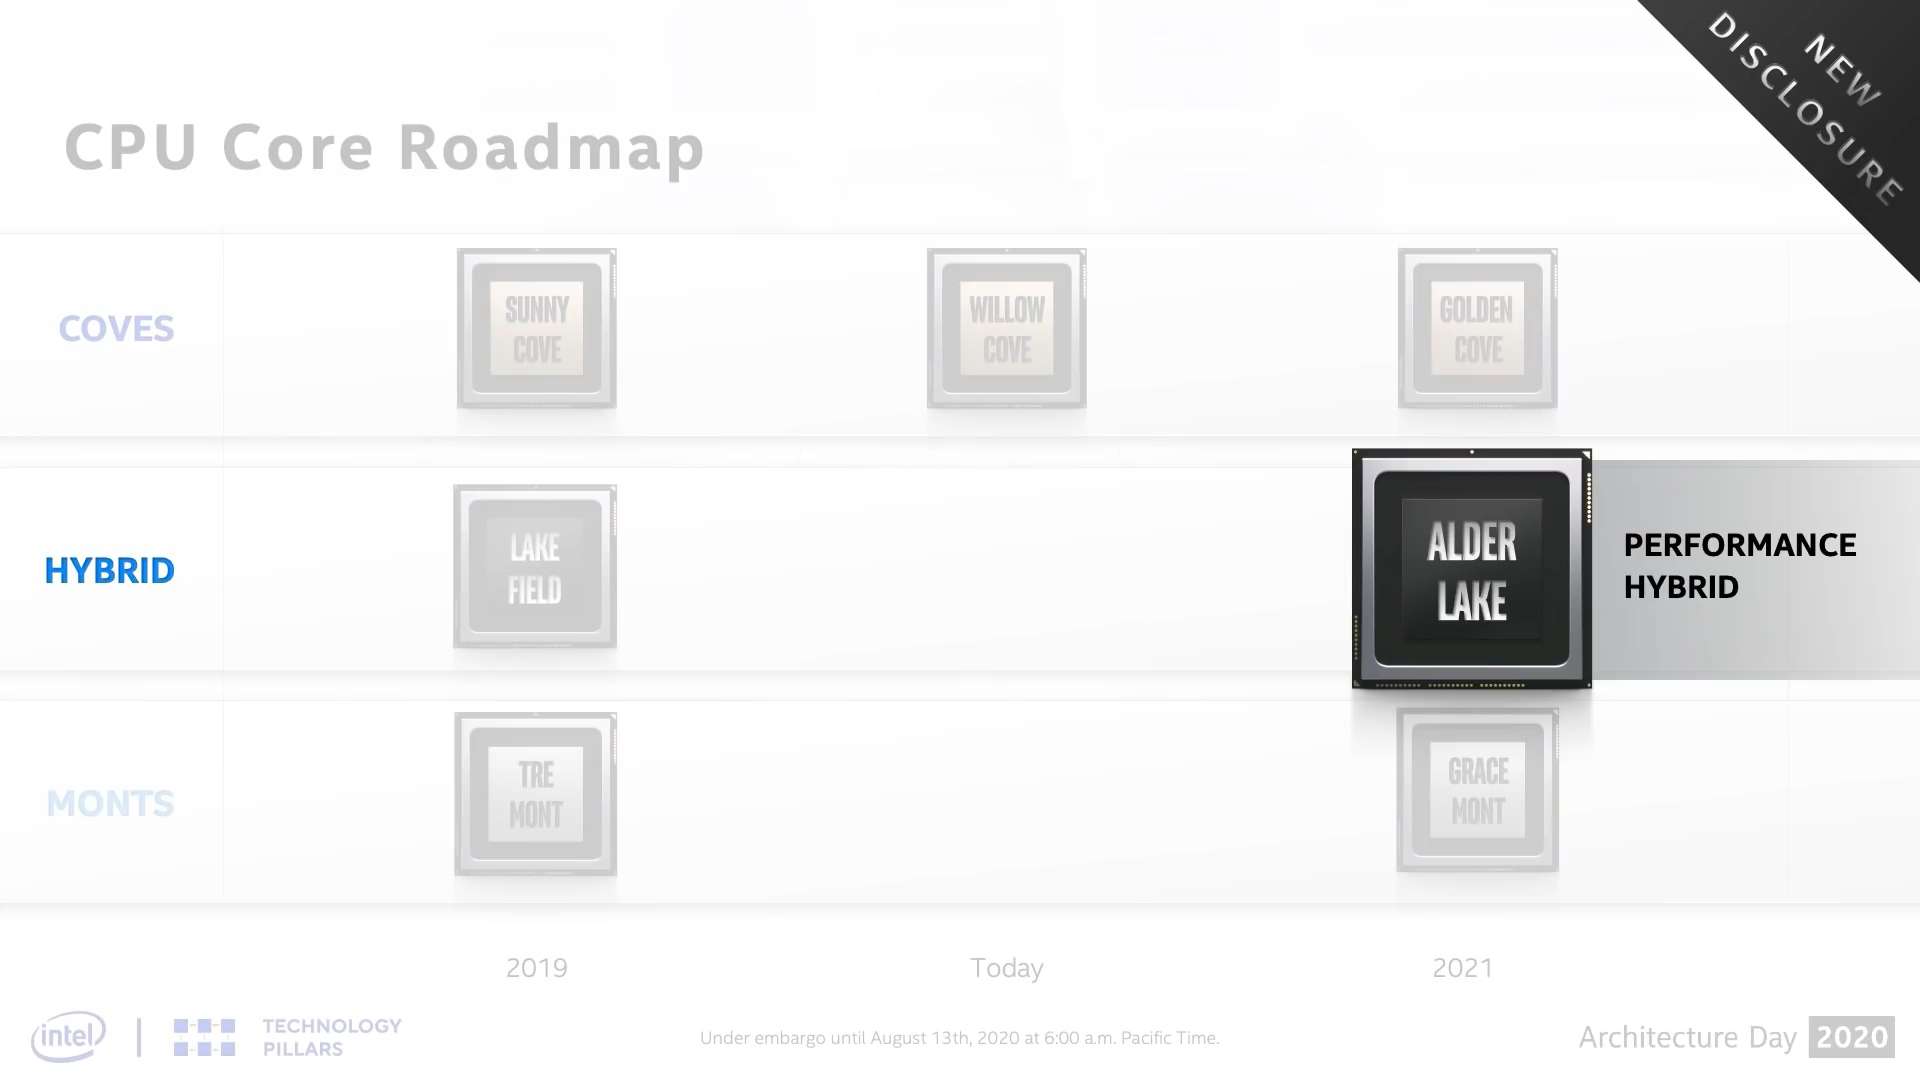 NEW
DISCLOSURE
CPU Core Roadmap
COVES
SUNNY
COVE
WILLOW
COVE
GOLDEN
COVE
HYBRID
LAKE
FIELD
ALDER
LAKE
PERFORMANCE
HYBRID
MONTS
TRE
MONT
GRACE
MONT
2019
Today
2021
intel
TECHNOLOGY
PILLARS
Under embargo until August 13th, 2020 at 6:00 a.m. Pacific Time.
Architecture Day 2020